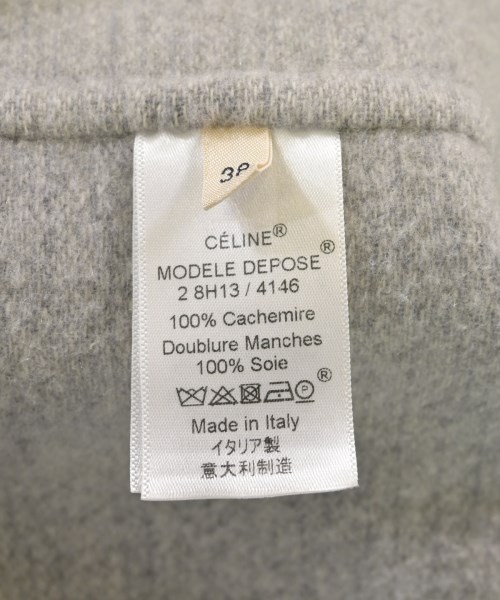 3P
CÉLINE®
MODELE DEPOSE®
2 8H13 / 4146
100% Cachemire
Doublure Manches
100% Soie
P ®
Made in Italy
イタリア製
意大利制造